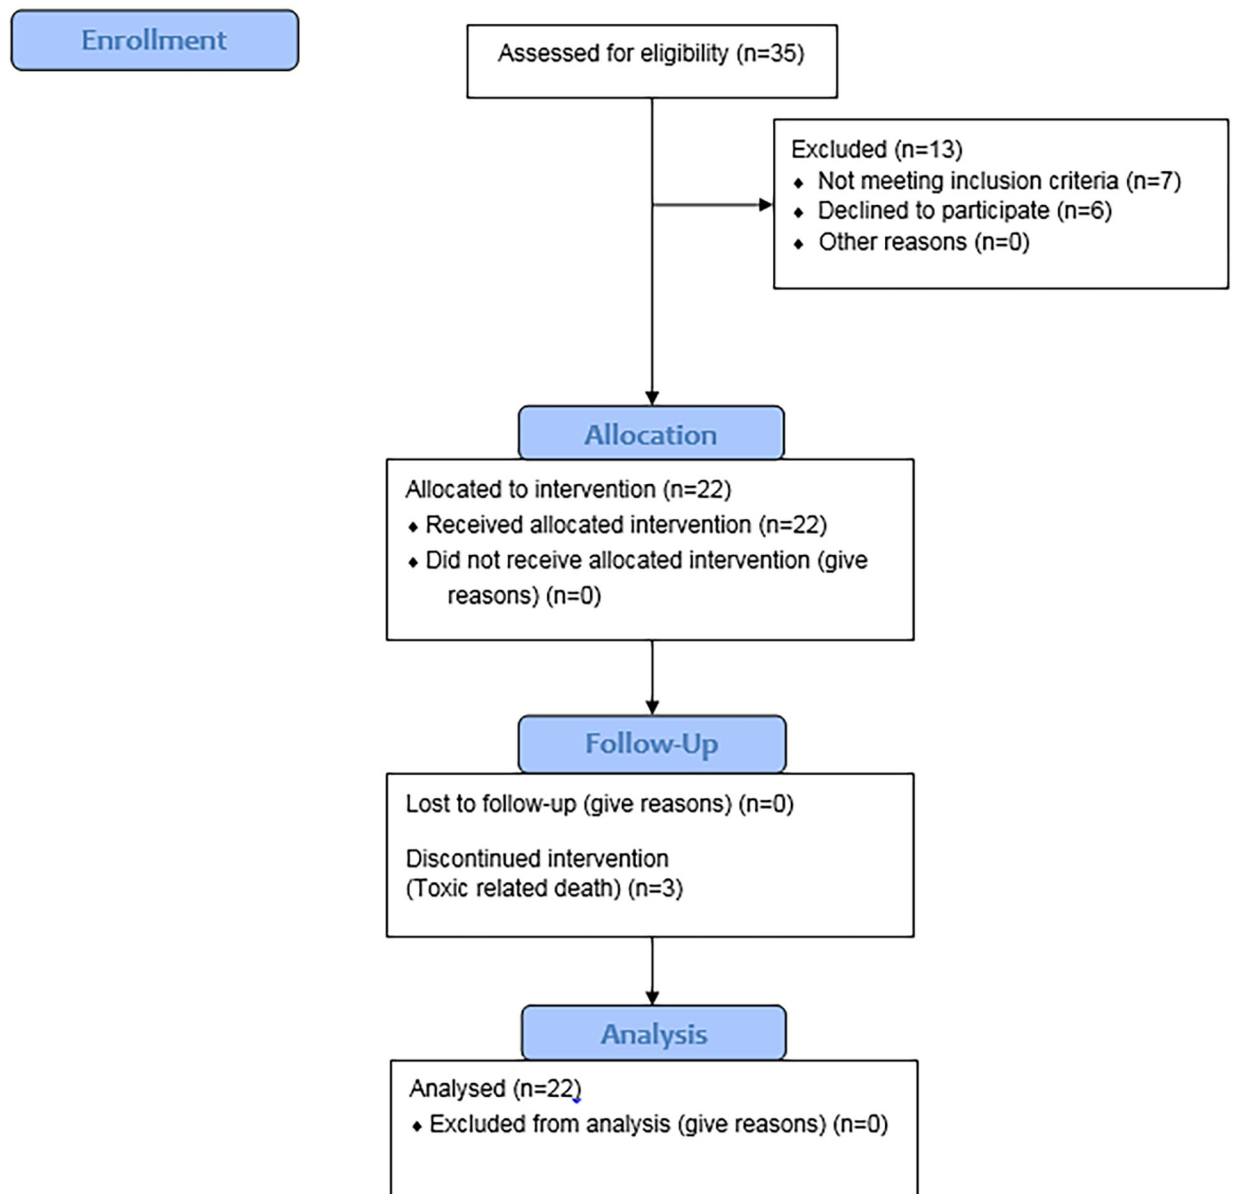 Enrollment
Assessed for eligibility (n=35)
Excluded (n=13)
♦ Not meeting inclusion criteria (n=7)
♦ Declined to participate (n=6)
♦ Other reasons (n=0)
Allocation
Allocated to intervention (n=22)
♦ Received allocated intervention (n=22)
♦ Did not receive allocated intervention (give
reasons) (n=0)
Follow-Up
Lost to follow-up (give reasons) (n=0)
Discontinued intervention
(Toxic related death) (n=3)
Analysis
Analysed (n=22)
♦ Excluded from analysis (give reasons) (n=0)